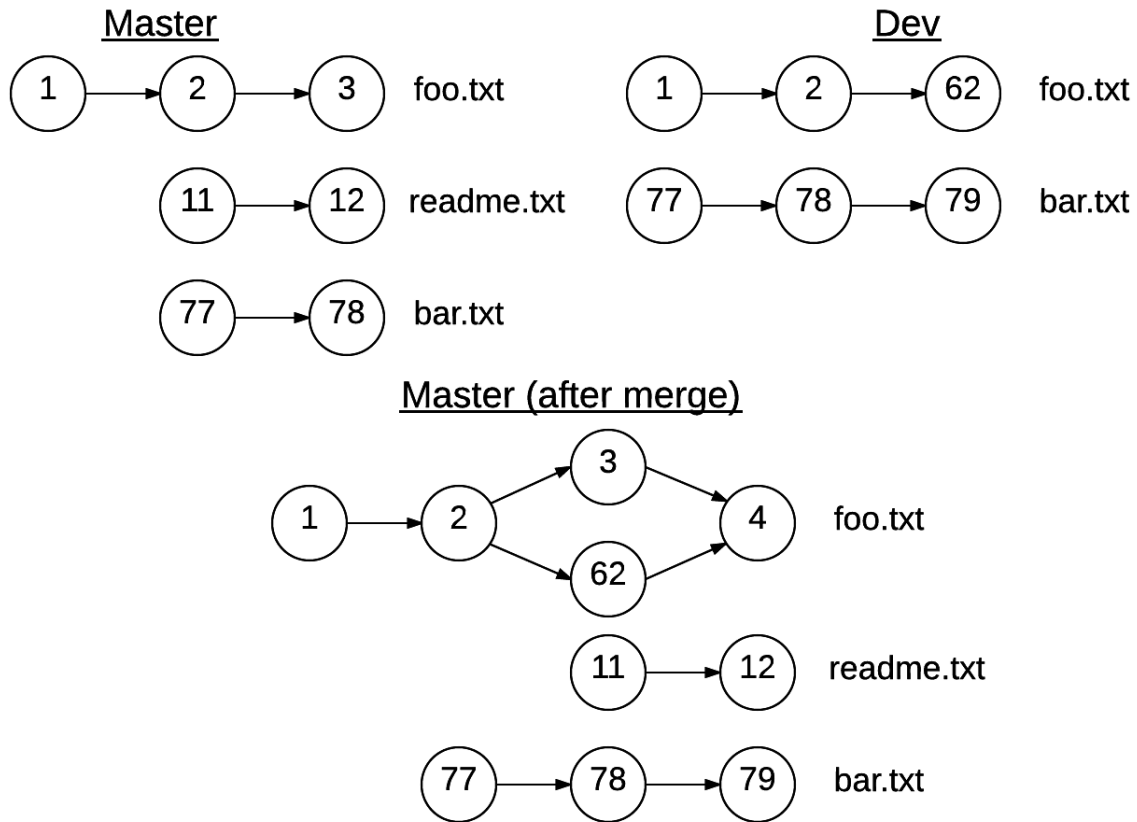 Master
1 2 3 foo.txt
11 12 readme.txt
77 78 bar.txt
Dev
1 2 62 foo.txt
77 78 79 bar.txt
Master (after merge)
3
1 2 4 foo.txt
62
11 12 readme.txt
77 78 79 bar.txt